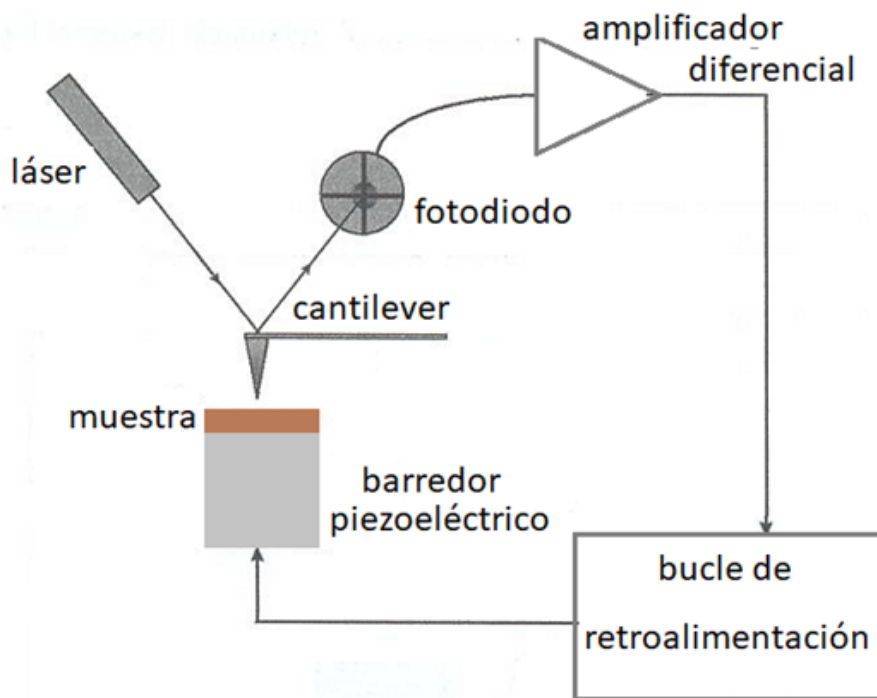 amplificador
diferencial
láser
fotodiodo
cantilever
muestra
barredor
piezoeléctrico
bucle de
retroalimentación